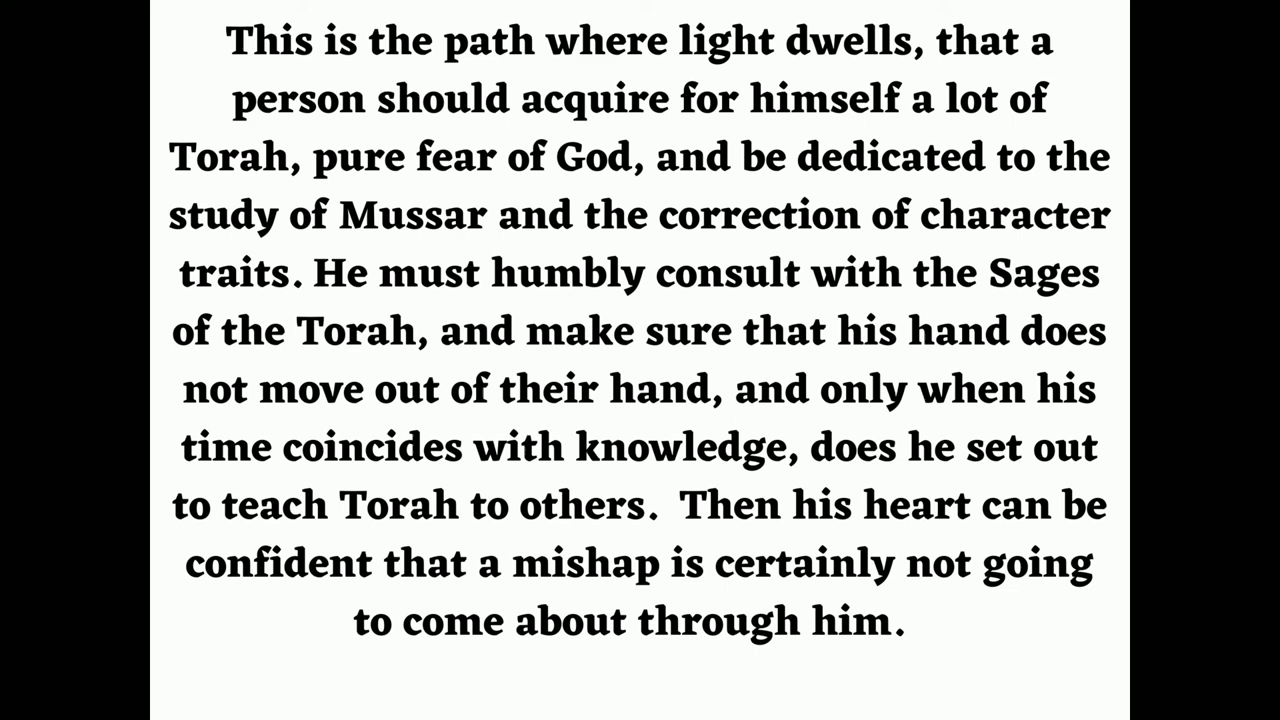 This is the path where light dwells, that a
person should acquire for himself a lot of
Torah, pure fear of God, and be dedicated to the
study of Mussar and the correction of character
traits. He must humbly consult with the Sages
of the Torah, and make sure that his hand does
not move out of their hand, and only when his
time coincides with knowledge, does he set out
to teach Torah to others.  Then his heart can be
confident that a mishap is certainly not going
to come about through him.